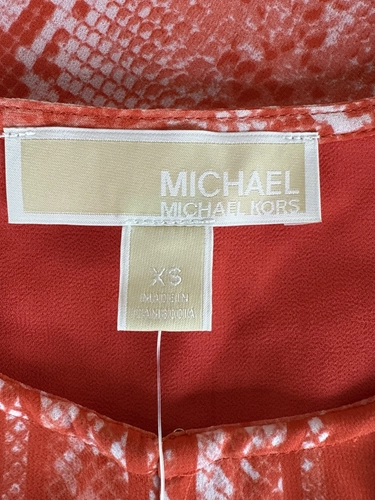 MICHAEL
MICHAEL KORS
XS
MADE IN
CAMBODIA